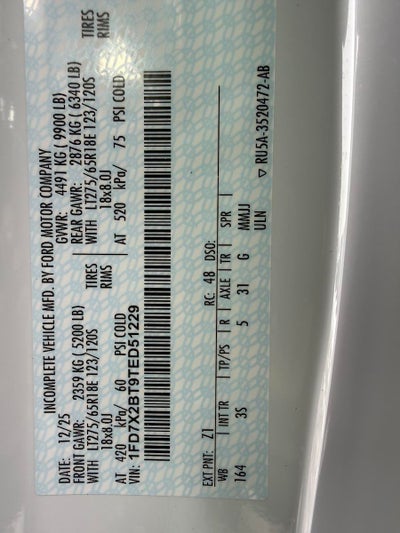 INCOMPLETE VEHICLE MFD. BY FORD MOTOR COMPANY
DATE: 12/25 GVWR: 4491 KG ( 9900 LB)
FRONT GAWR: 2359 KG ( 5200 LB) REAR GAWR: 2876 KG ( 6340 LB)
WITH LT275/65R18E 123/120S TIRES WITH LT275/65R18E 123/120S TIRES
18x8.0J RIMS 18x8.0J RIMS
AT 420 kPa/ 60 PSI COLD AT 520 kPa/ 75 PSI COLD
VIN: 1FD7X2BT9TED51229
EXT PNT: Z1 RC: 48 DSO:
WB INT TR TP/PS R AXLE TR SPR
164 3S 5 31 G MMJJ
ULN
▽ RU5A-3520472-AB